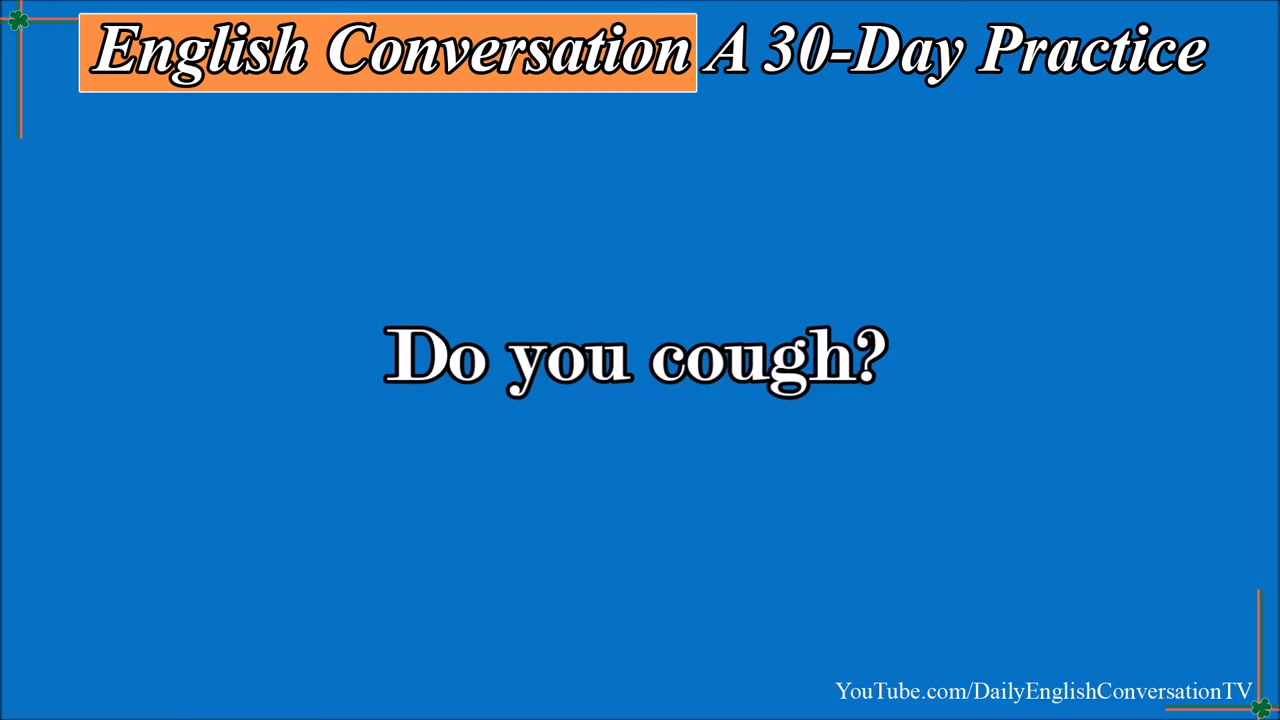 English Conversation A 30-Day Practice
Do you cough?
YouTube.com/DailyEnglishConversationTV